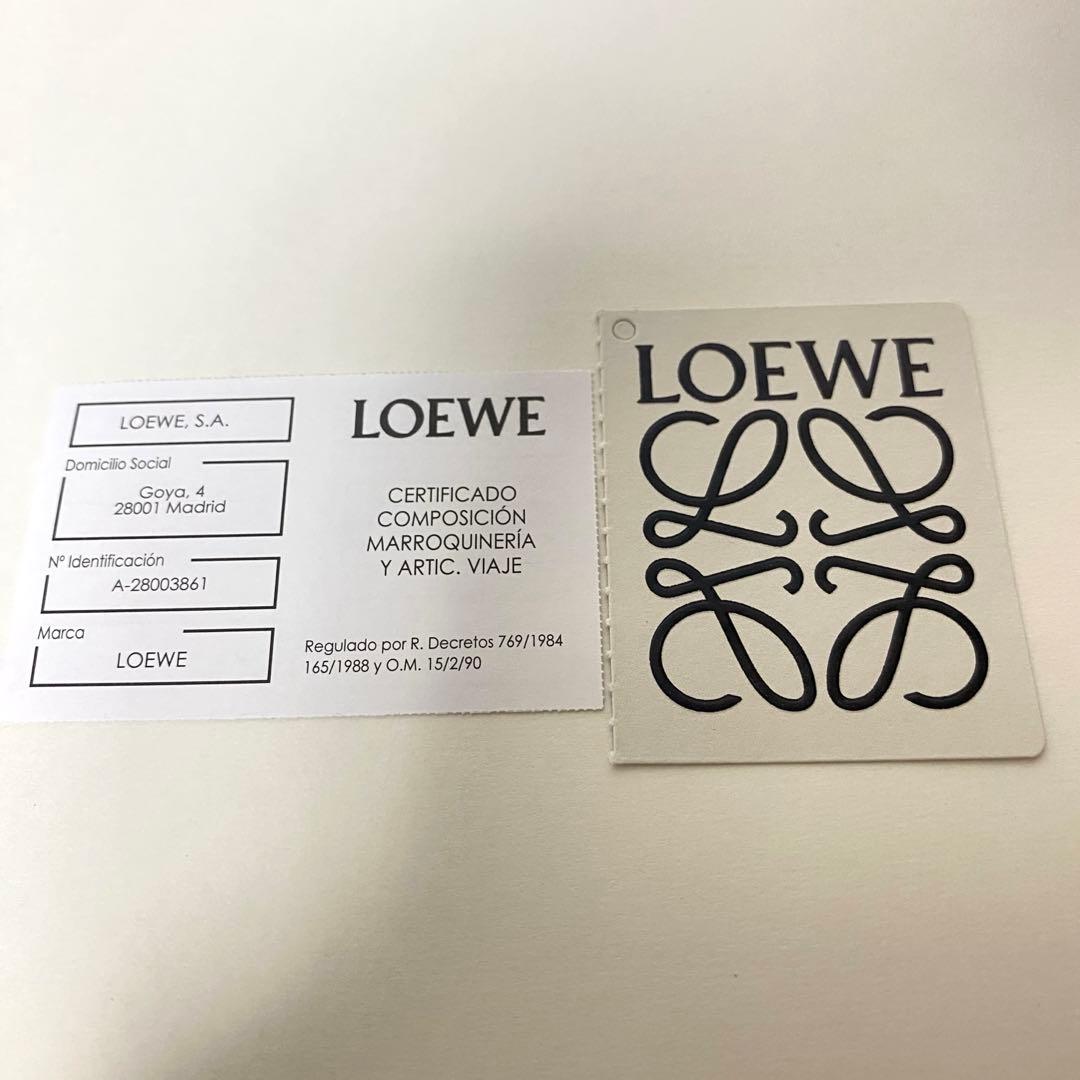 LOEWE, S.A.
Domicilio Social
Goya, 4
28001 Madrid
Nº Identificación
A-28003861
Marca
LOEWE
LOEWE
CERTIFICADO
COMPOSICIÓN
MARROQUINERÍA
Y ARTIC. VIAJE
Regulado por R. Decretos 769/1984
165/1988 y O.M. 15/2/90
LOEWE